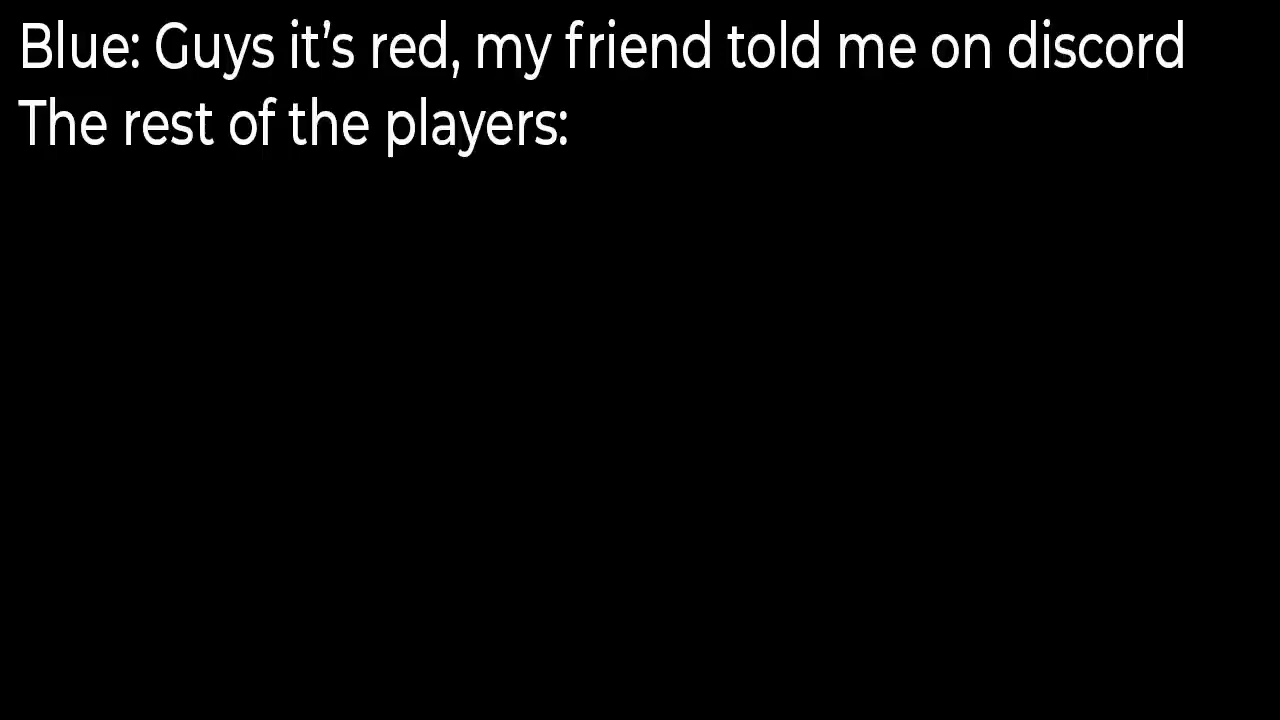 Blue: Guys it’s red, my friend told me on discord
The rest of the players: